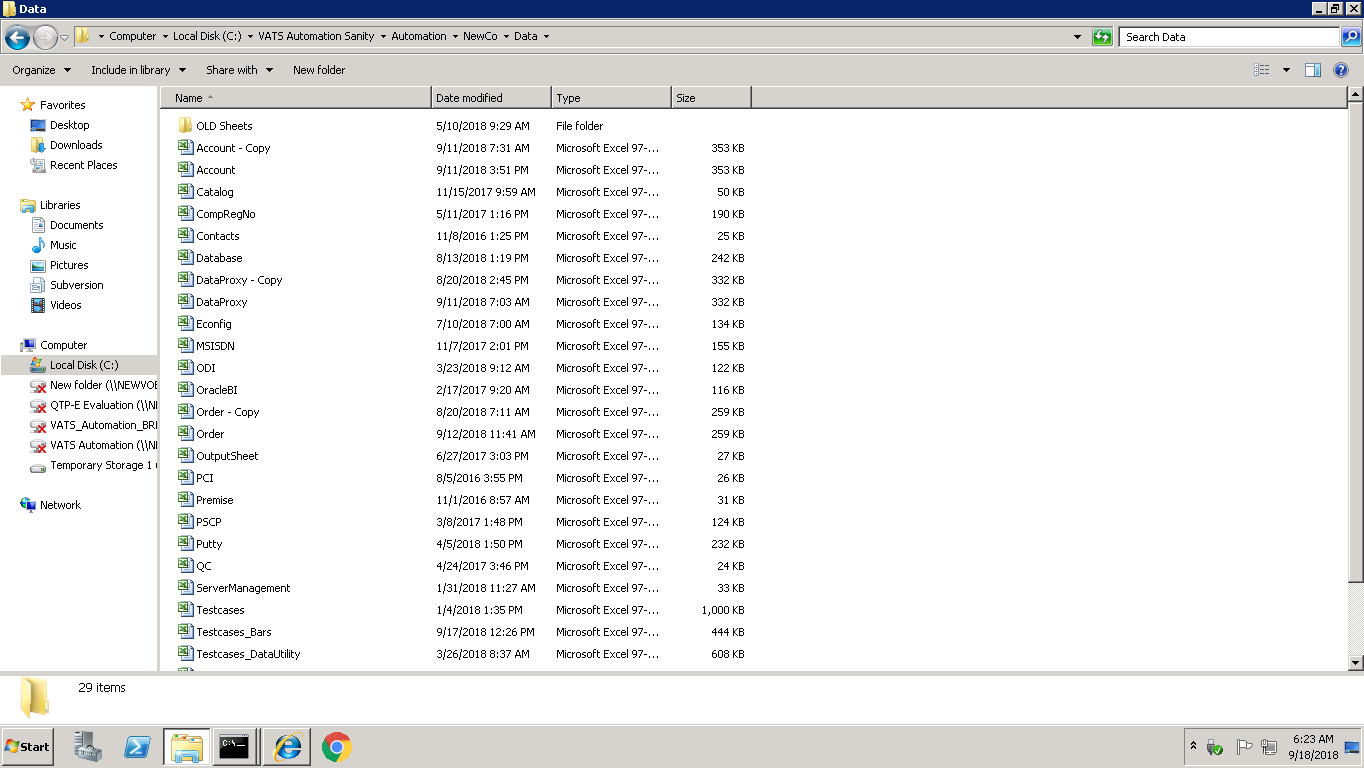 Data
Computer Local Disk (C:) VATS Automation Sanity Automation NewCo Data
Search Data
Organize Include in library Share with New folder
Name Date modified Type Size
Favorites
Desktop
Downloads
Recent Places
Libraries
Documents
Music
Pictures
Subversion
Videos
Computer
Local Disk (C:)
New folder (\\NEWVOE
QTP-E Evaluation (\\NE
VATS_Automation_BRI
VATS Automation (\\NE
Temporary Storage 1 (
Network
OLD Sheets 5/10/2018 9:29 AM File folder
Account - Copy 9/11/2018 7:31 AM Microsoft Excel 97-... 353 KB
Account 9/11/2018 3:51 PM Microsoft Excel 97-... 353 KB
Catalog 11/15/2017 9:59 AM Microsoft Excel 97-... 50 KB
CompRegNo 5/11/2017 1:16 PM Microsoft Excel 97-... 190 KB
Contacts 11/8/2016 1:25 PM Microsoft Excel 97-... 25 KB
Database 8/13/2018 1:19 PM Microsoft Excel 97-... 242 KB
DataProxy - Copy 8/20/2018 2:45 PM Microsoft Excel 97-... 332 KB
DataProxy 9/11/2018 7:03 AM Microsoft Excel 97-... 332 KB
Econfig 7/10/2018 7:00 AM Microsoft Excel 97-... 134 KB
MSISDN 11/7/2017 2:01 PM Microsoft Excel 97-... 155 KB
ODI 3/23/2018 9:12 AM Microsoft Excel 97-... 122 KB
OracleBI 2/17/2017 9:20 AM Microsoft Excel 97-... 116 KB
Order - Copy 8/20/2018 7:11 AM Microsoft Excel 97-... 259 KB
Order 9/12/2018 11:41 AM Microsoft Excel 97-... 259 KB
OutputSheet 6/27/2017 3:03 PM Microsoft Excel 97-... 27 KB
PCI 8/5/2016 3:55 PM Microsoft Excel 97-... 26 KB
Premise 11/1/2016 8:57 AM Microsoft Excel 97-... 31 KB
PSCP 3/8/2017 1:48 PM Microsoft Excel 97-... 124 KB
Putty 4/5/2018 1:50 PM Microsoft Excel 97-... 232 KB
QC 4/24/2017 3:46 PM Microsoft Excel 97-... 24 KB
ServerManagement 1/31/2018 11:27 AM Microsoft Excel 97-... 33 KB
Testcases 1/4/2018 1:35 PM Microsoft Excel 97-... 1,000 KB
Testcases_Bars 9/17/2018 12:26 PM Microsoft Excel 97-... 444 KB
Testcases_DataUtility 3/26/2018 8:37 AM Microsoft Excel 97-... 608 KB
29 items
Start
C:\_
6:23 AM
9/18/2018